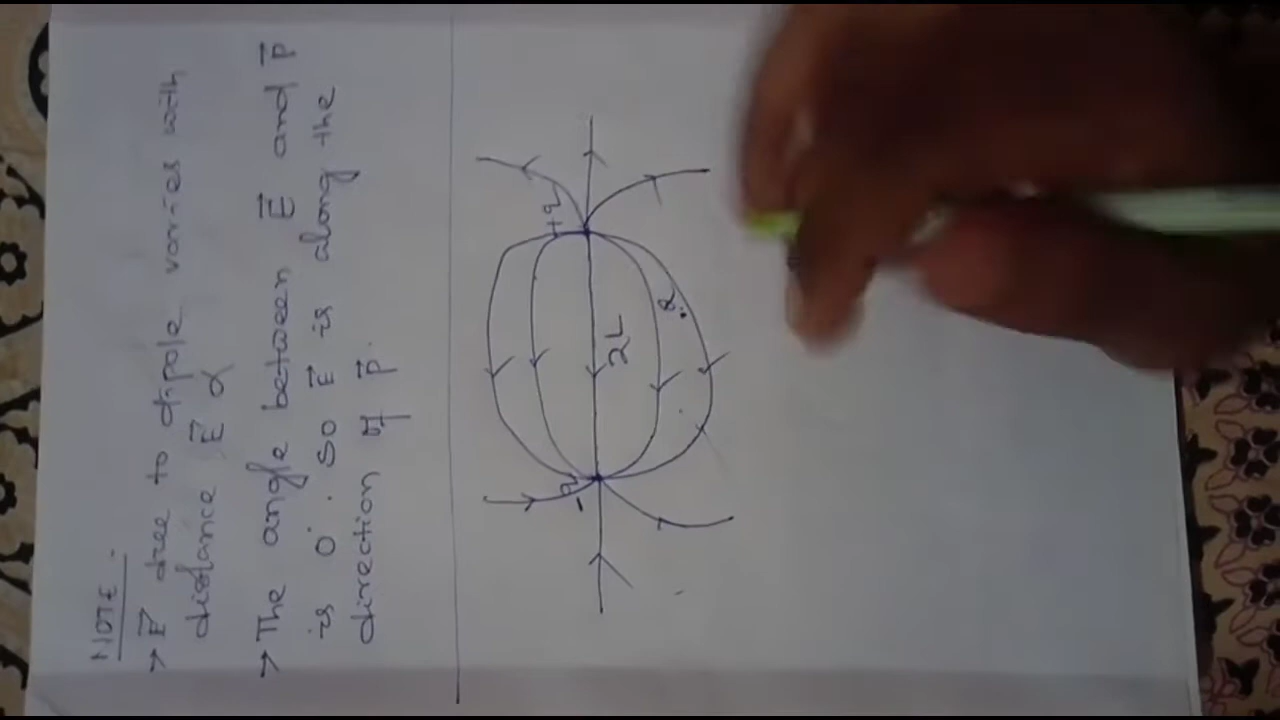 NOTE :-
→ E⃗ due to dipole varies with
distance E⃗ ∝
→ The angle between E⃗ and P⃗
is 0°. So E⃗ is along the
direction of P⃗.
-q
+q
2L